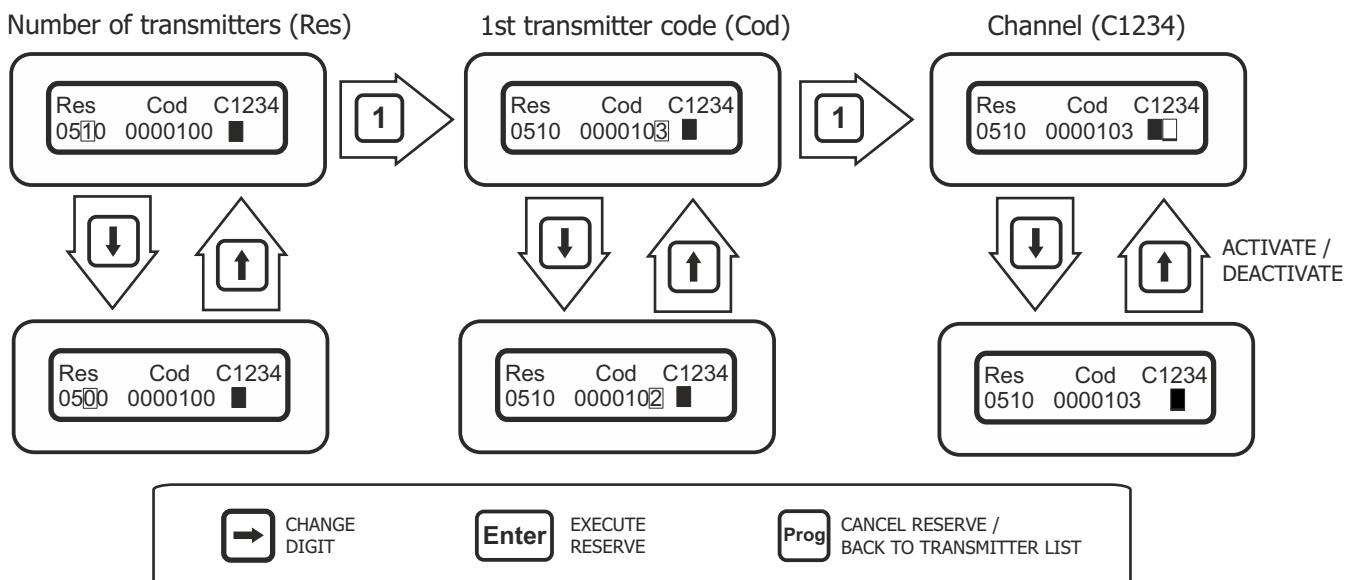 Number of transmitters (Res)
1st transmitter code (Cod)
Channel (C1234)
Res Cod C1234
0510 0000100
1
Res Cod C1234
0510 0000103
1
Res Cod C1234
0510 0000103
ACTIVATE /
DEACTIVATE
Res Cod C1234
0500 0000100
Res Cod C1234
0510 0000102
Res Cod C1234
0510 0000103
CHANGE
DIGIT
Enter
EXECUTE
RESERVE
Prog
CANCEL RESERVE /
BACK TO TRANSMITTER LIST